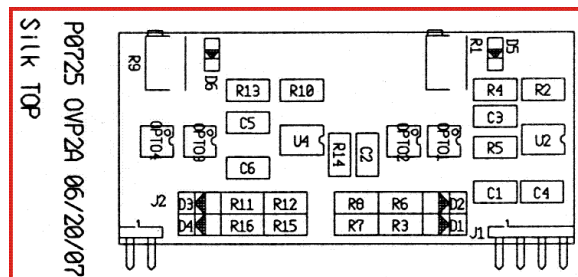 Silk TOP
P0725 OVP2A 06/20/07
R9
D6
R1
D5
R13
R10
R4
R2
C5
C3
OPTO4
OPTO3
U4
R14
C2
OPTO2
OPTO1
R5
U2
C6
C1
C4
J2
D3
R11
R12
R8
R6
D2
D4
R16
R15
R7
R3
D1
J1
1
1